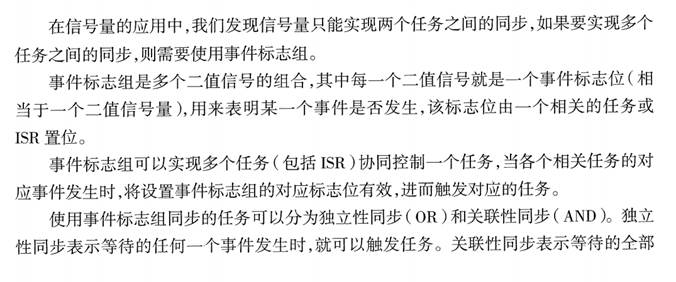 在信号量的应用中,我们发现信号量只能实现两个任务之间的同步,如果要实现多个
任务之间的同步,则需要使用事件标志组。
事件标志组是多个二值信号的组合,其中每一个二值信号就是一个事件标志位(相
当于一个二值信号量),用来表明某一个事件是否发生,该标志位由一个相关的任务或
ISR 置位。
事件标志组可以实现多个任务(包括 ISR)协同控制一个任务,当各个相关任务的对
应事件发生时,将设置事件标志组的对应标志位有效,进而触发对应的任务。
使用事件标志组同步的任务可以分为独立性同步(OR)和关联性同步(AND)。独立
性同步表示等待的任何一个事件发生时,就可以触发任务。关联性同步表示等待的全部